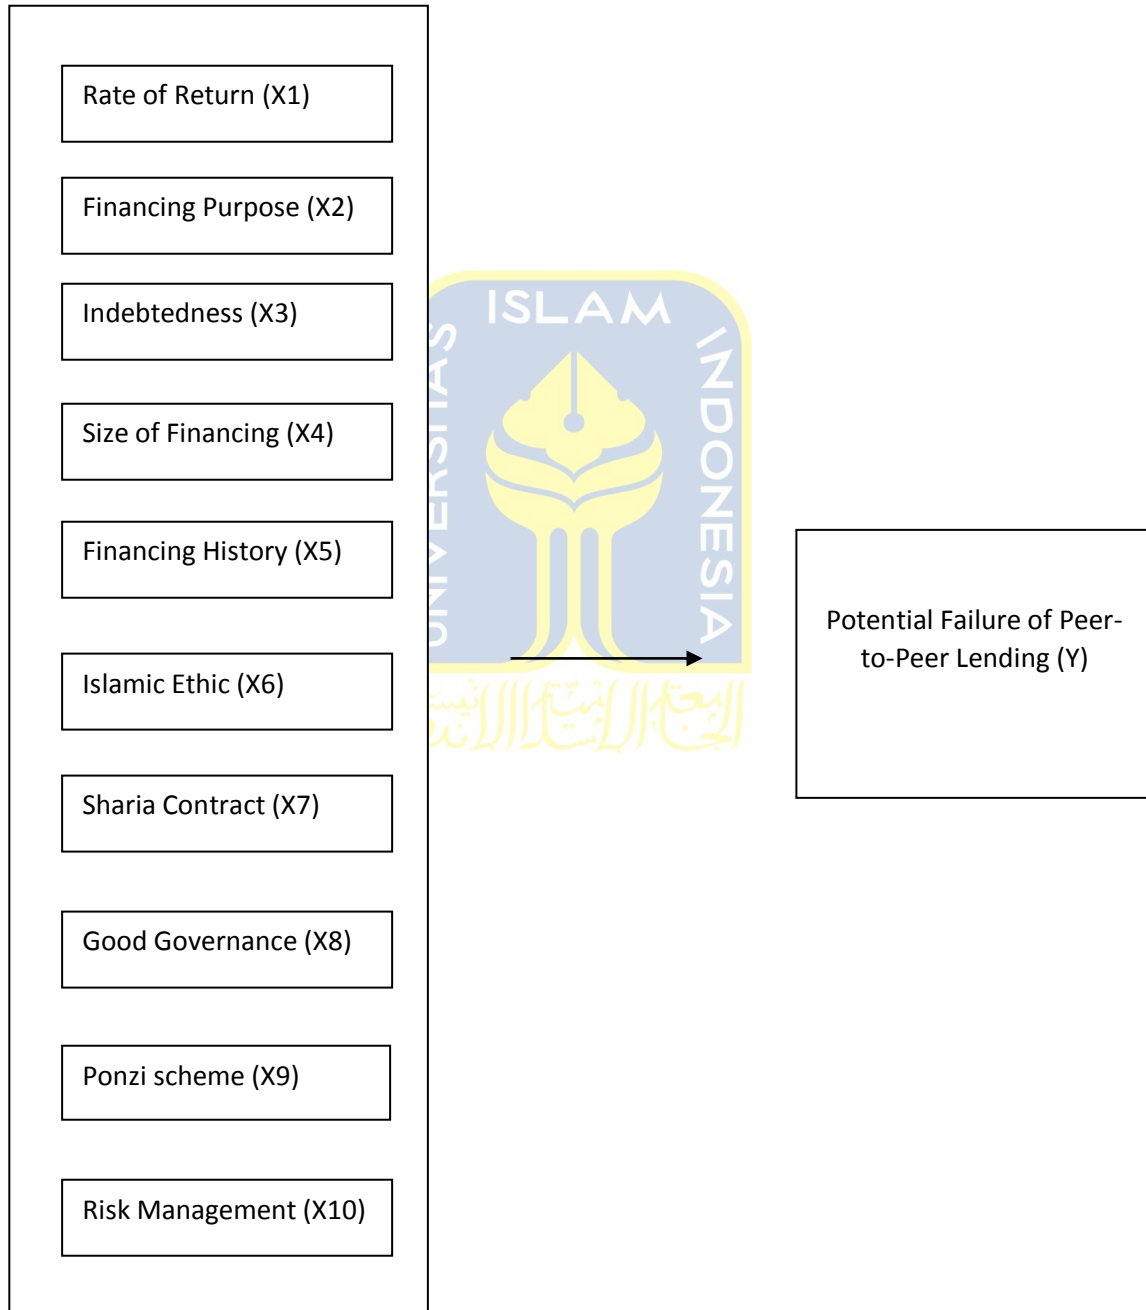 Rate of Return (X1)
Financing Purpose (X2)
Indebtedness (X3)
Size of Financing (X4)
Financing History (X5)
Islamic Ethic (X6)
Sharia Contract (X7)
Good Governance (X8)
Ponzi scheme (X9)
Risk Management (X10)
UNIVERSITAS
ISLAM
INDONESIA
Potential Failure of Peer-
to-Peer Lending (Y)